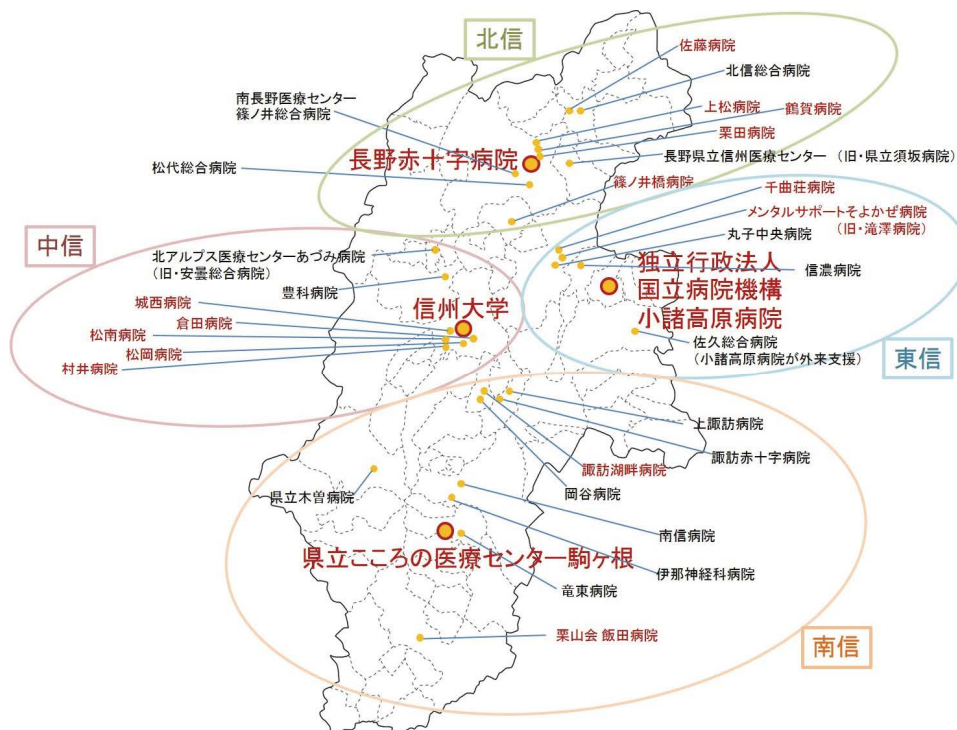 北信
佐藤病院
北信総合病院
南長野医療センター
篠ノ井総合病院
上松病院
鶴賀病院
栗田病院
長野赤十字病院
長野県立信州医療センター （旧・県立須坂病院）
松代総合病院
篠ノ井橋病院
千曲荘病院
メンタルサポートそよかぜ病院
（旧・滝澤病院）
丸子中央病院
信濃病院
中信
北アルプス医療センターあづみ病院
（旧・安曇総合病院）
豊科病院
独立行政法人
国立病院機構
小諸高原病院
城西病院
信州大学
倉田病院
松南病院
松岡病院
村井病院
佐久総合病院
（小諸高原病院が外来支援）
東信
上諏訪病院
諏訪赤十字病院
諏訪湖畔病院
岡谷病院
県立木曽病院
南信病院
県立こころの医療センター駒ヶ根
伊那神経科病院
竜東病院
栗山会 飯田病院
南信